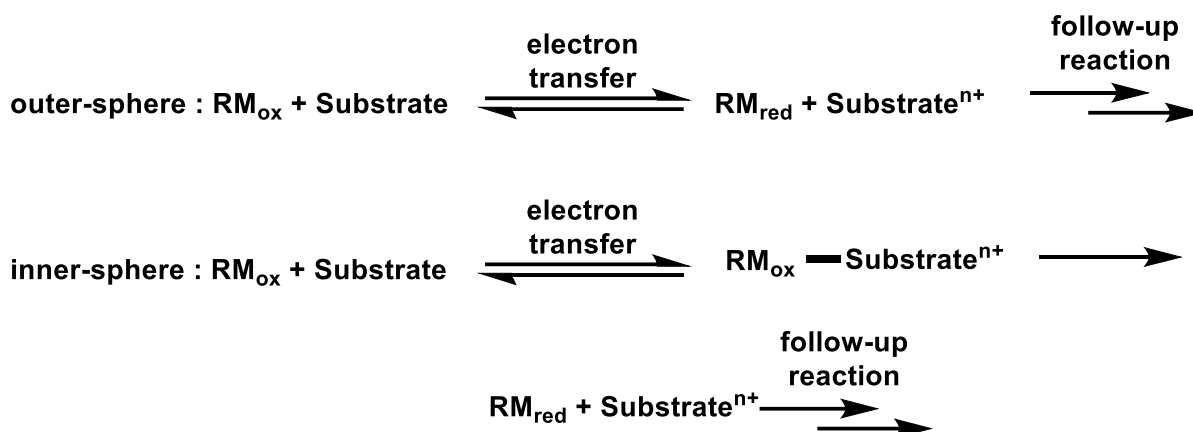 follow-up
reaction
electron
transfer
outer-sphere : RMox + Substrate RMred + Substrateⁿ⁺
electron
transfer
inner-sphere : RMox + Substrate RMox — Substrateⁿ⁺
follow-up
reaction
RMred + Substrateⁿ⁺